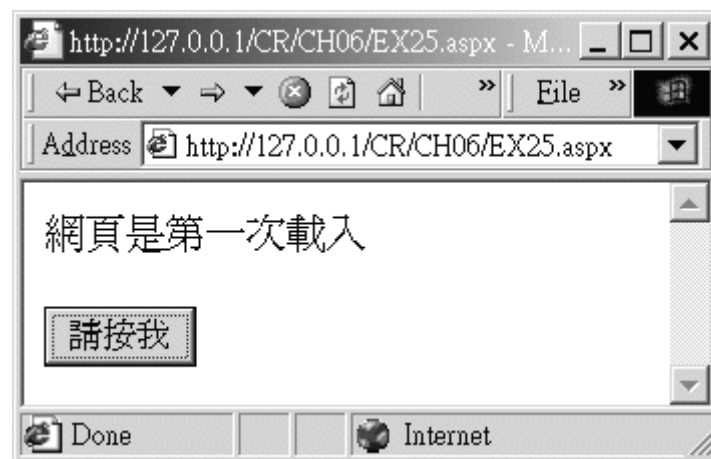 http://127.0.0.1/CR/CH06/EX25.aspx - M...
Back » File »
Address http://127.0.0.1/CR/CH06/EX25.aspx
網頁是第一次載入
請按我
Done Internet